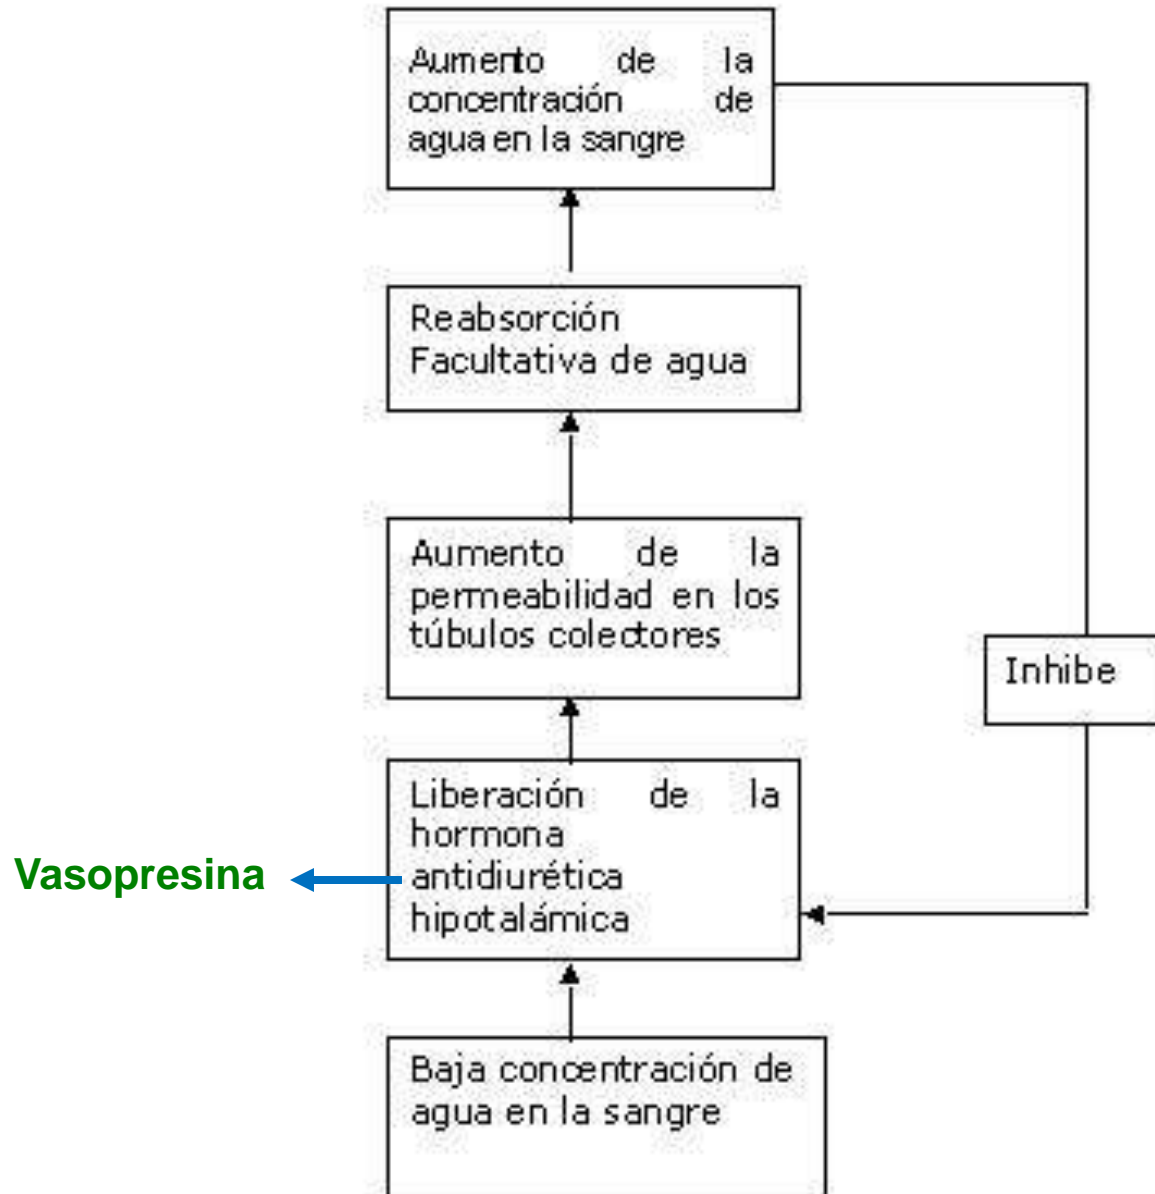 Aumento de la
concentración de
agua en la sangre
Reabsorción
Facultativa de agua
Aumento de la
permeabilidad en los
túbulos colectores
Inhibe
Liberación de la
hormona
antidiurética
hipotalámica
Vasopresina
Baja concentración de
agua en la sangre